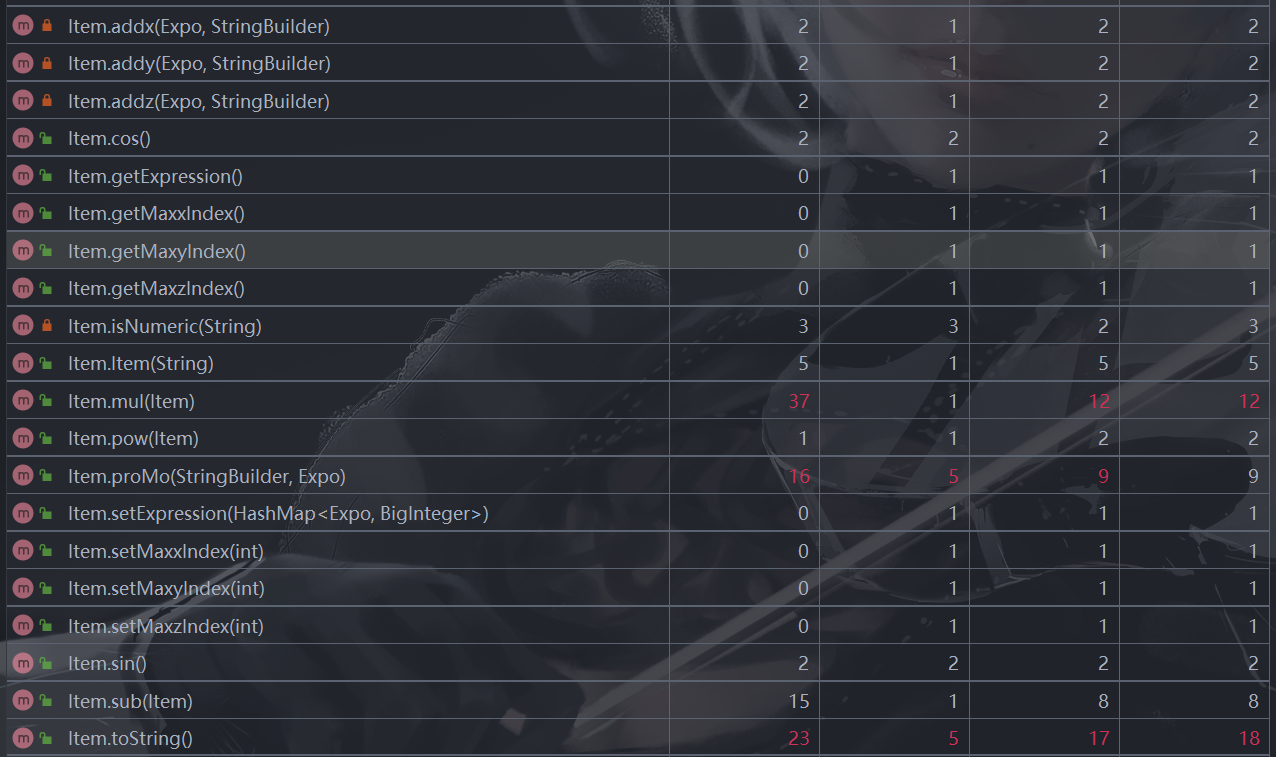 m Item.addx(Expo, StringBuilder) 2 1 2 2
m Item.addy(Expo, StringBuilder) 2 1 2 2
m Item.addz(Expo, StringBuilder) 2 1 2 2
m Item.cos() 2 2 2 2
m Item.getExpression() 0 1 1 1
m Item.getMaxxIndex() 0 1 1 1
m Item.getMaxyIndex() 0 1 1 1
m Item.getMaxzIndex() 0 1 1 1
m Item.isNumeric(String) 3 3 2 3
m Item.Item(String) 5 1 5 5
m Item.mul(Item) 37 1 12 12
m Item.pow(Item) 1 1 2 2
m Item.proMo(StringBuilder, Expo) 16 5 9 9
m Item.setExpression(HashMap<Expo, BigInteger>) 0 1 1 1
m Item.setMaxxIndex(int) 0 1 1 1
m Item.setMaxyIndex(int) 0 1 1 1
m Item.setMaxzIndex(int) 0 1 1 1
m Item.sin() 2 2 2 2
m Item.sub(Item) 15 1 8 8
m Item.toString() 23 5 17 18